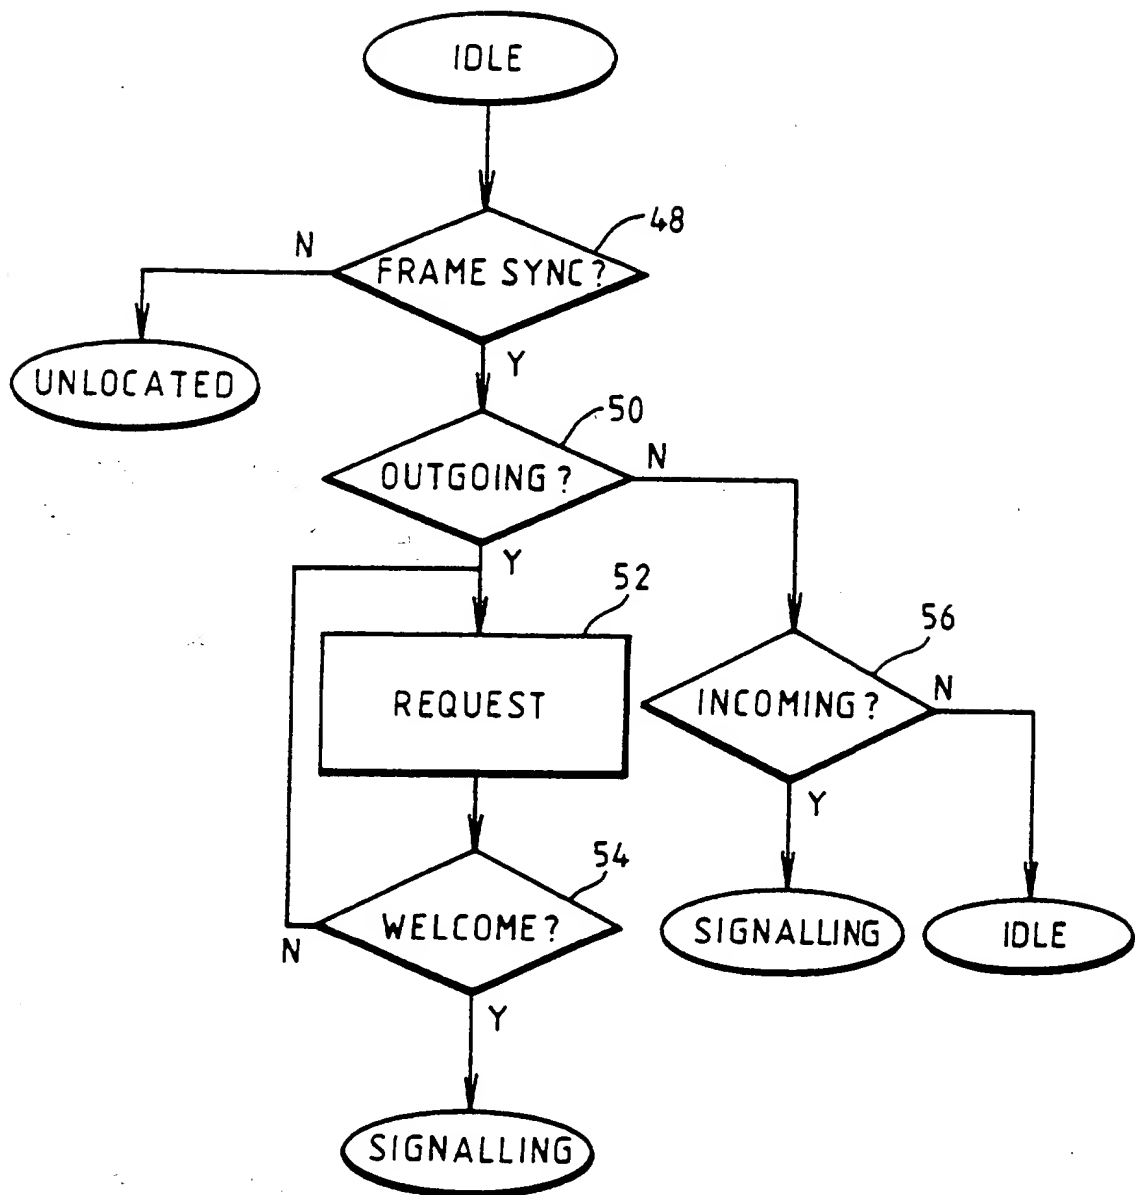 IDLE
48
N
FRAME SYNC?
Y
UNLOCATED
50
N
OUTGOING?
Y
52
56
REQUEST
INCOMING?
N
Y
54
WELCOME?
SIGNALLING
IDLE
N
Y
SIGNALLING